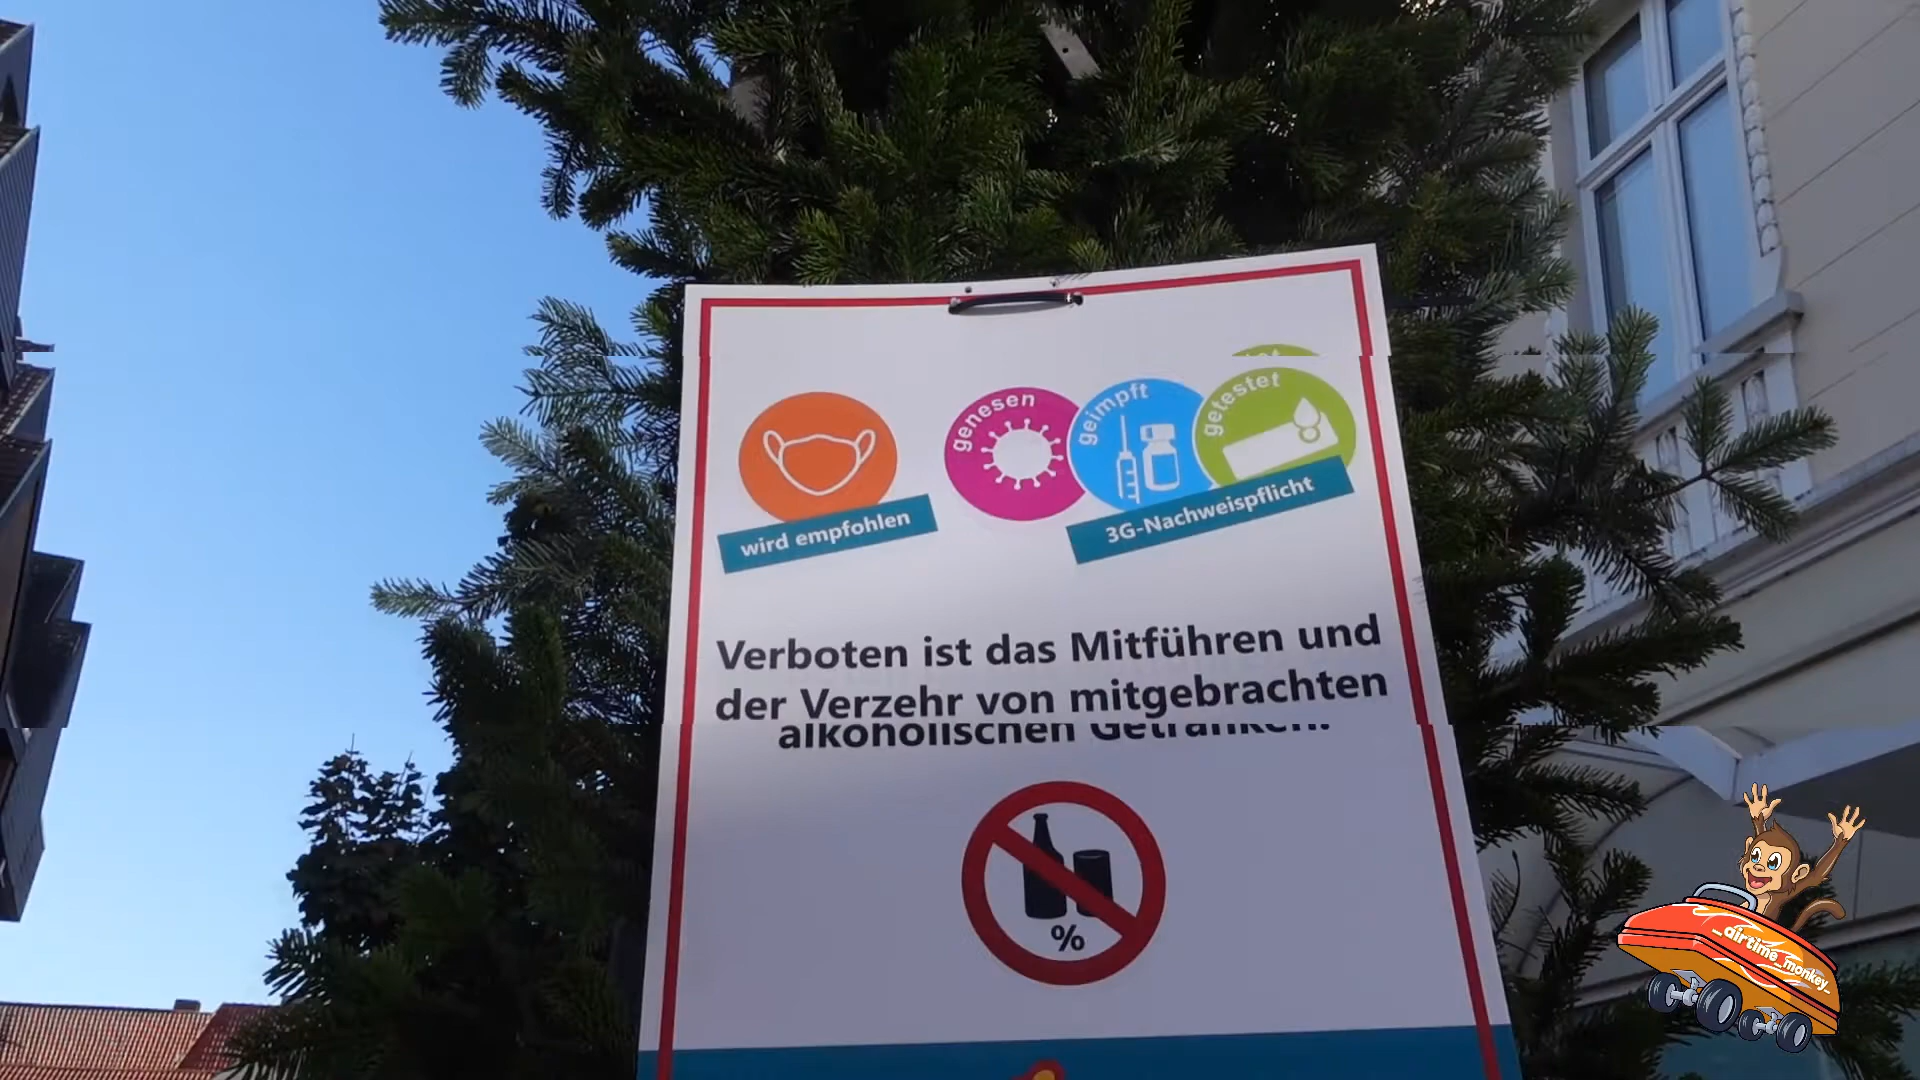 genesen
geimpft
getestet
wird empfohlen
3G-Nachweispflicht
Verboten ist das Mitführen und
der Verzehr von mitgebrachten
alkoholischen Getränken.
%
_airtime_monkey_